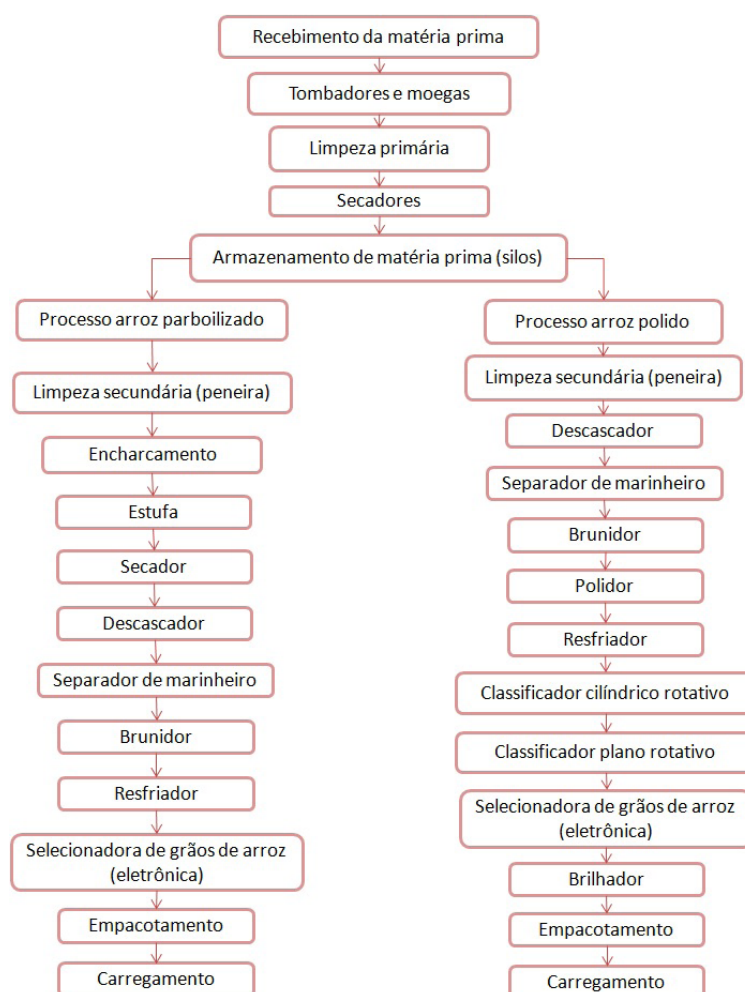 Recebimento da matéria prima
Tombadores e moegas
Limpeza primária
Secadores
Armazenamento de matéria prima (silos)
Processo arroz parboilizado
Limpeza secundária (peneira)
Encharcamento
Estufa
Secador
Descascador
Separador de marinheiro
Brunidor
Resfriador
Selecionadora de grãos de arroz
(eletrônica)
Empacotamento
Carregamento
Processo arroz polido
Limpeza secundária (peneira)
Descascador
Separador de marinheiro
Brunidor
Polidor
Resfriador
Classificador cilíndrico rotativo
Classificador plano rotativo
Selecionadora de grãos de arroz
(eletrônica)
Brilhador
Empacotamento
Carregamento